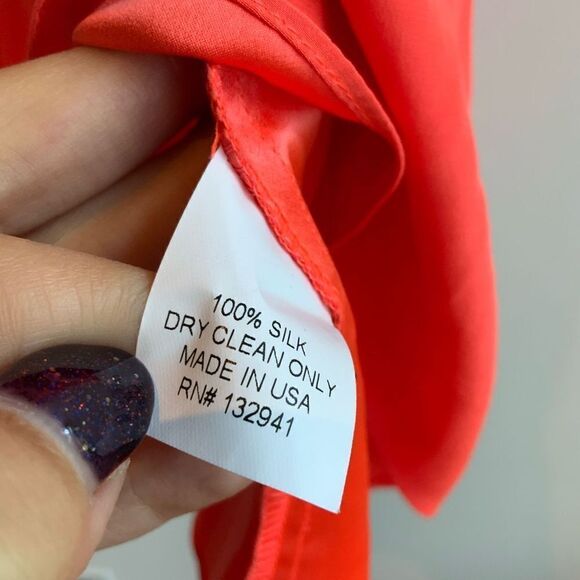 100% SILK
DRY CLEAN ONLY
MADE IN USA
RN# 132941